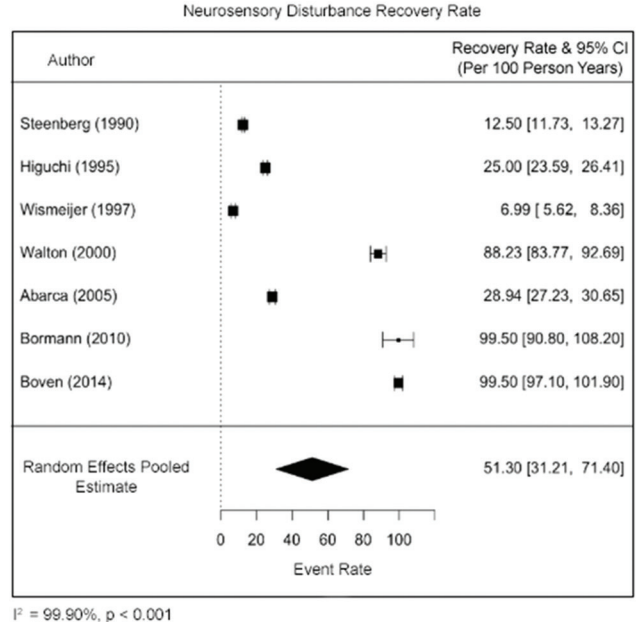 Neurosensory Disturbance Recovery Rate
Author
Recovery Rate & 95% CI
(Per 100 Person Years)
Steenberg (1990) 12.50 [11.73, 13.27]
Higuchi (1995) 25.00 [23.59, 26.41]
Wismeijer (1997) 6.99 [ 5.62, 8.36]
Walton (2000) 88.23 [83.77, 92.69]
Abarca (2005) 28.94 [27.23, 30.65]
Bormann (2010) 99.50 [90.80, 108.20]
Boven (2014) 99.50 [97.10, 101.90]
Random Effects Pooled
Estimate
51.30 [31.21, 71.40]
0 20 40 60 80 100
Event Rate
I² = 99.90%, p < 0.001